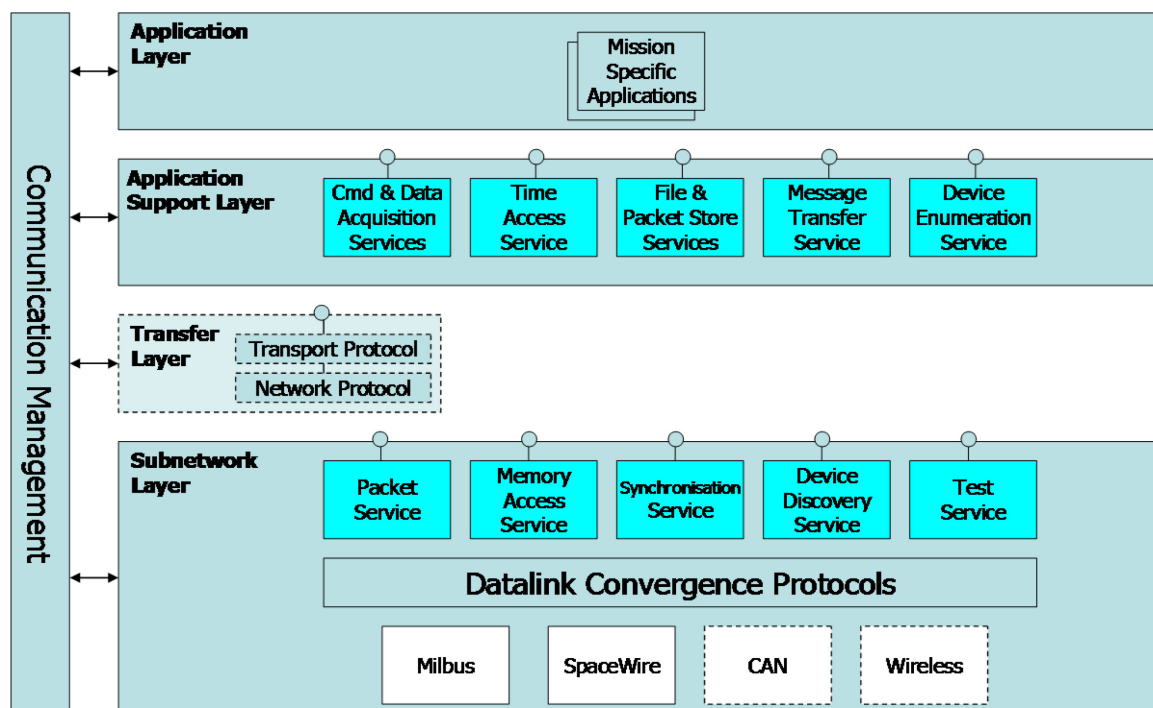 Communication Management
Application
Layer
Mission
Specific
Applications
Application
Support Layer
Cmd & Data
Acquisition
Services
Time
Access
Service
File &
Packet Store
Services
Message
Transfer
Service
Device
Enumeration
Service
Transfer
Layer
Transport Protocol
Network Protocol
Subnetwork
Layer
Packet
Service
Memory
Access
Service
Synchronisation
Service
Device
Discovery
Service
Test
Service
Datalink Convergence Protocols
Milbus
SpaceWire
CAN
Wireless